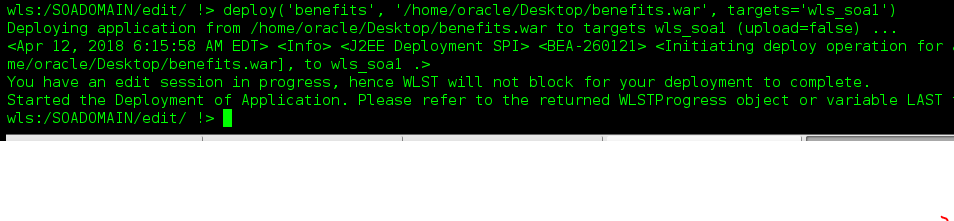 wls:/SOADOMAIN/edit/ !> deploy('benefits', '/home/oracle/Desktop/benefits.war', targets='wls_soa1')
Deploying application from /home/oracle/Desktop/benefits.war to targets wls_soa1 (upload=false) ...
<Apr 12, 2018 6:15:58 AM EDT> <Info> <J2EE Deployment SPI> <BEA-260121> <Initiating deploy operation for
me/oracle/Desktop/benefits.war], to wls_soa1 .>
You have an edit session in progress, hence WLST will not block for your deployment to complete.
Started the Deployment of Application. Please refer to the returned WLSTProgress object or variable LAST
wls:/SOADOMAIN/edit/ !>